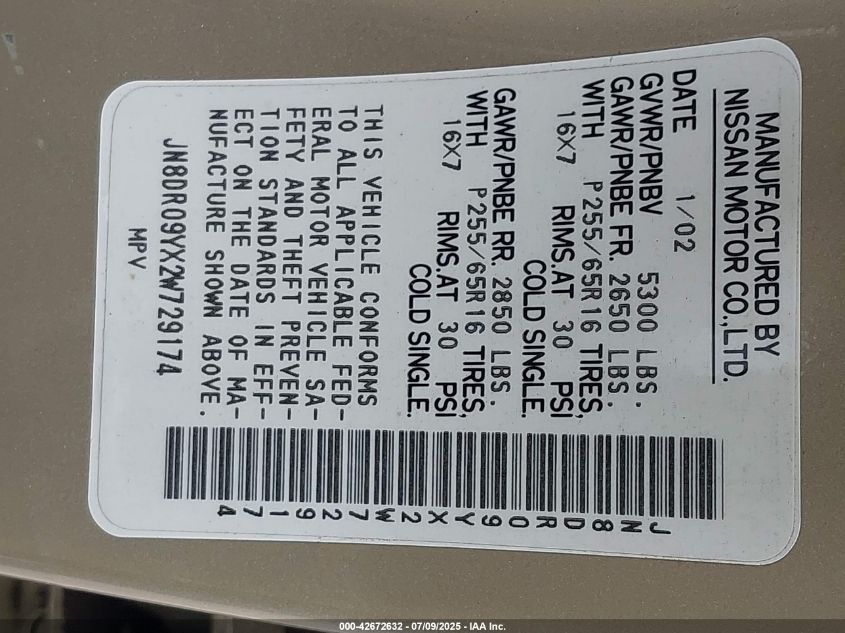 MANUFACTURED BY
NISSAN MOTOR CO.,LTD.
DATE 1/02
GVWR/PNBV 5300 LBS.
GAWR/PNBE FR. 2650 LBS.
WITH P255/65R16 TIRES,
16X7 RIMS.AT 30 PSI
COLD SINGLE.
GAWR/PNBE RR. 2850 LBS.
WITH P255/65R16 TIRES,
16X7 RIMS.AT 30 PSI
COLD SINGLE.
THIS VEHICLE CONFORMS
TO ALL APPLICABLE FED-
ERAL MOTOR VEHICLE SA-
FETY AND THEFT PREVEN-
TION STANDARDS IN EFF-
ECT ON THE DATE OF MA-
NUFACTURE SHOWN ABOVE.
JN8DR09YX2W729174
MPV
JN8DR09YX2W729174
000-42672632 - 07/09/2025 - IAA Inc.